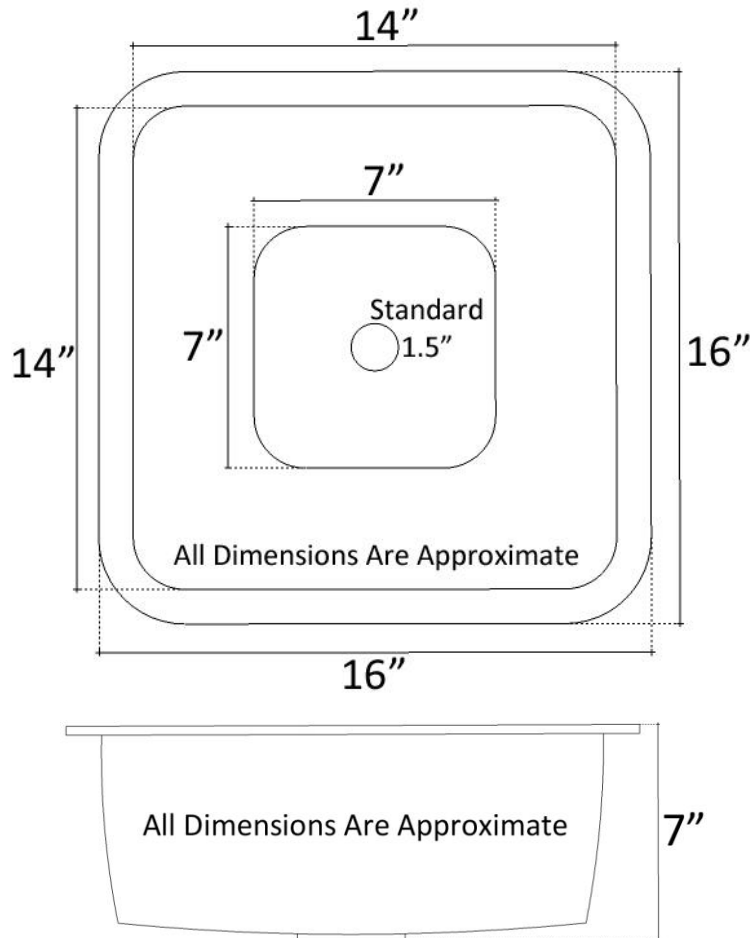 14”
7”
Standard
7”
1.5”
14”
16”
All Dimensions Are Approximate
16”
All Dimensions Are Approximate
7”